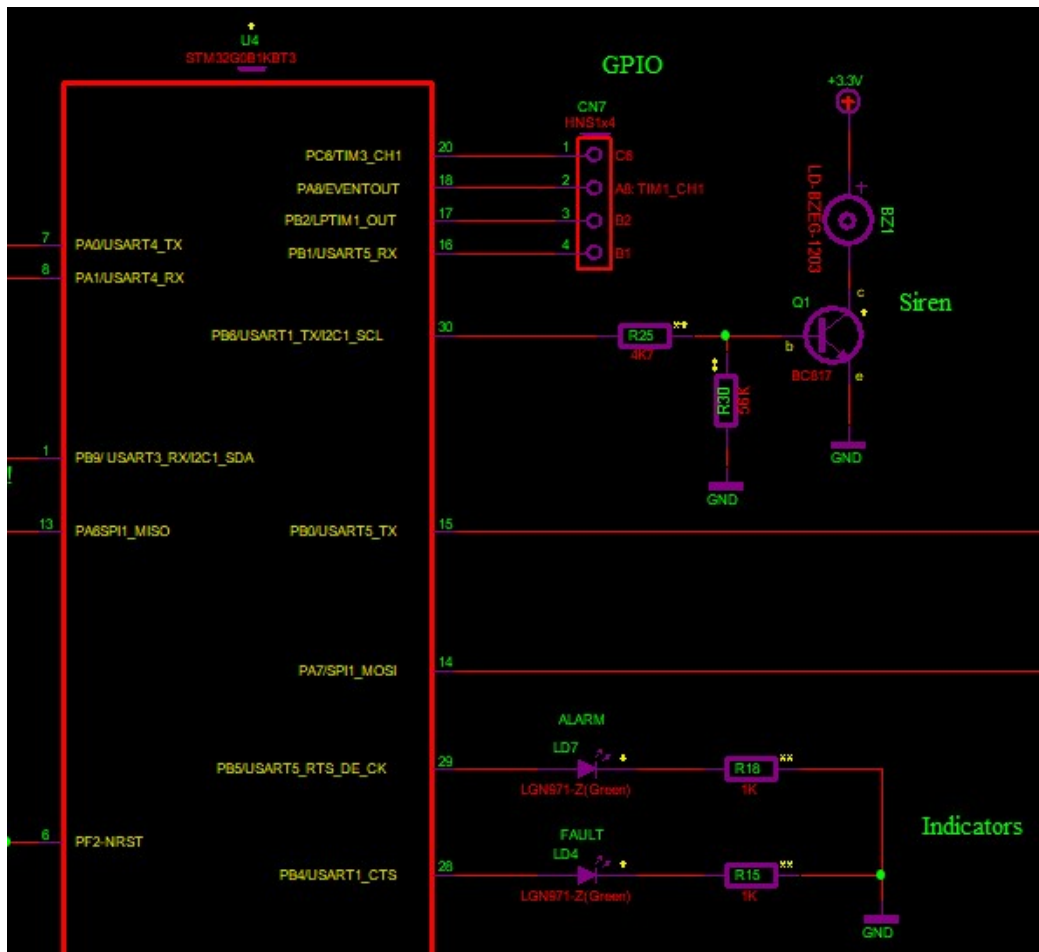 U4
STM32G0B1KBT3
GPIO
CN7
HNS1x4
+3.3V
PC6/TIM3_CH1
20
1
C6
PA8/EVENTOUT
18
2
A8: TIM1_CH1
PB2/LPTIM1_OUT
17
3
B2
PB1/USART5_RX
16
4
B1
7
PA0/USART4_TX
8
PA1/USART4_RX
LD-BZEG-1203
+
BZ1
PB6/USART1_TX/I2C1_SCL
30
R25
4K7
**
Q1
c
b
e
BC817
Siren
R30
56K
**
GND
GND
1
PB9/ USART3_RX/I2C1_SDA
!
13
PA6SPI1_MISO
PB0/USART5_TX
15
PA7/SPI1_MOSI
14
ALARM
LD7
PB5/USART5_RTS_DE_CK
29
LGN971-Z(Green)
R18
1K
**
Indicators
6
PF2-NRST
FAULT
LD4
PB4/USART1_CTS
28
LGN971-Z(Green)
R15
1K
**
GND